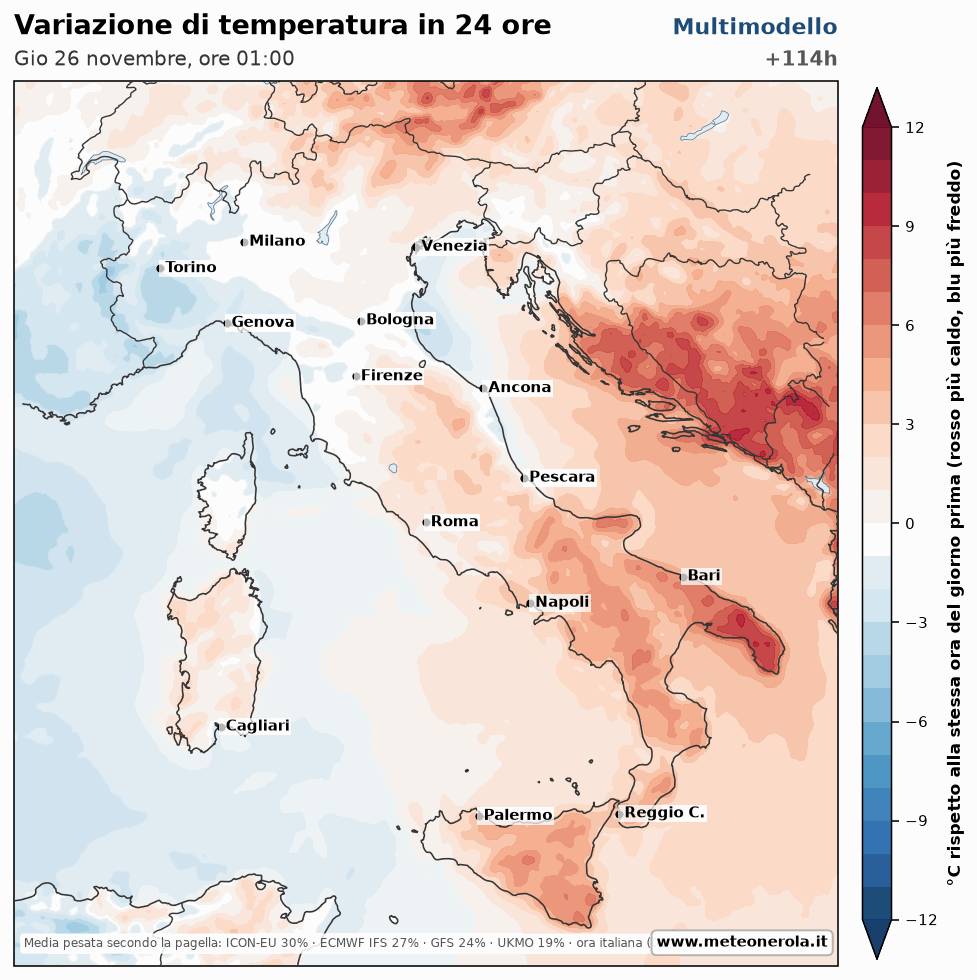 Variazione di temperatura in 24 ore
Multimodello
Gio 26 novembre, ore 01:00
+114h
Milano
Venezia
Torino
Genova
Bologna
Firenze
Ancona
Pescara
Roma
Bari
Napoli
Cagliari
Palermo
Reggio C.
12
9
6
3
0
−3
−6
−9
−12
°C rispetto alla stessa ora del giorno prima (rosso più caldo, blu più freddo)
Media pesata secondo la pagella: ICON-EU 30% · ECMWF IFS 27% · GFS 24% · UKMO 19% · ora italiana (
www.meteonerola.it